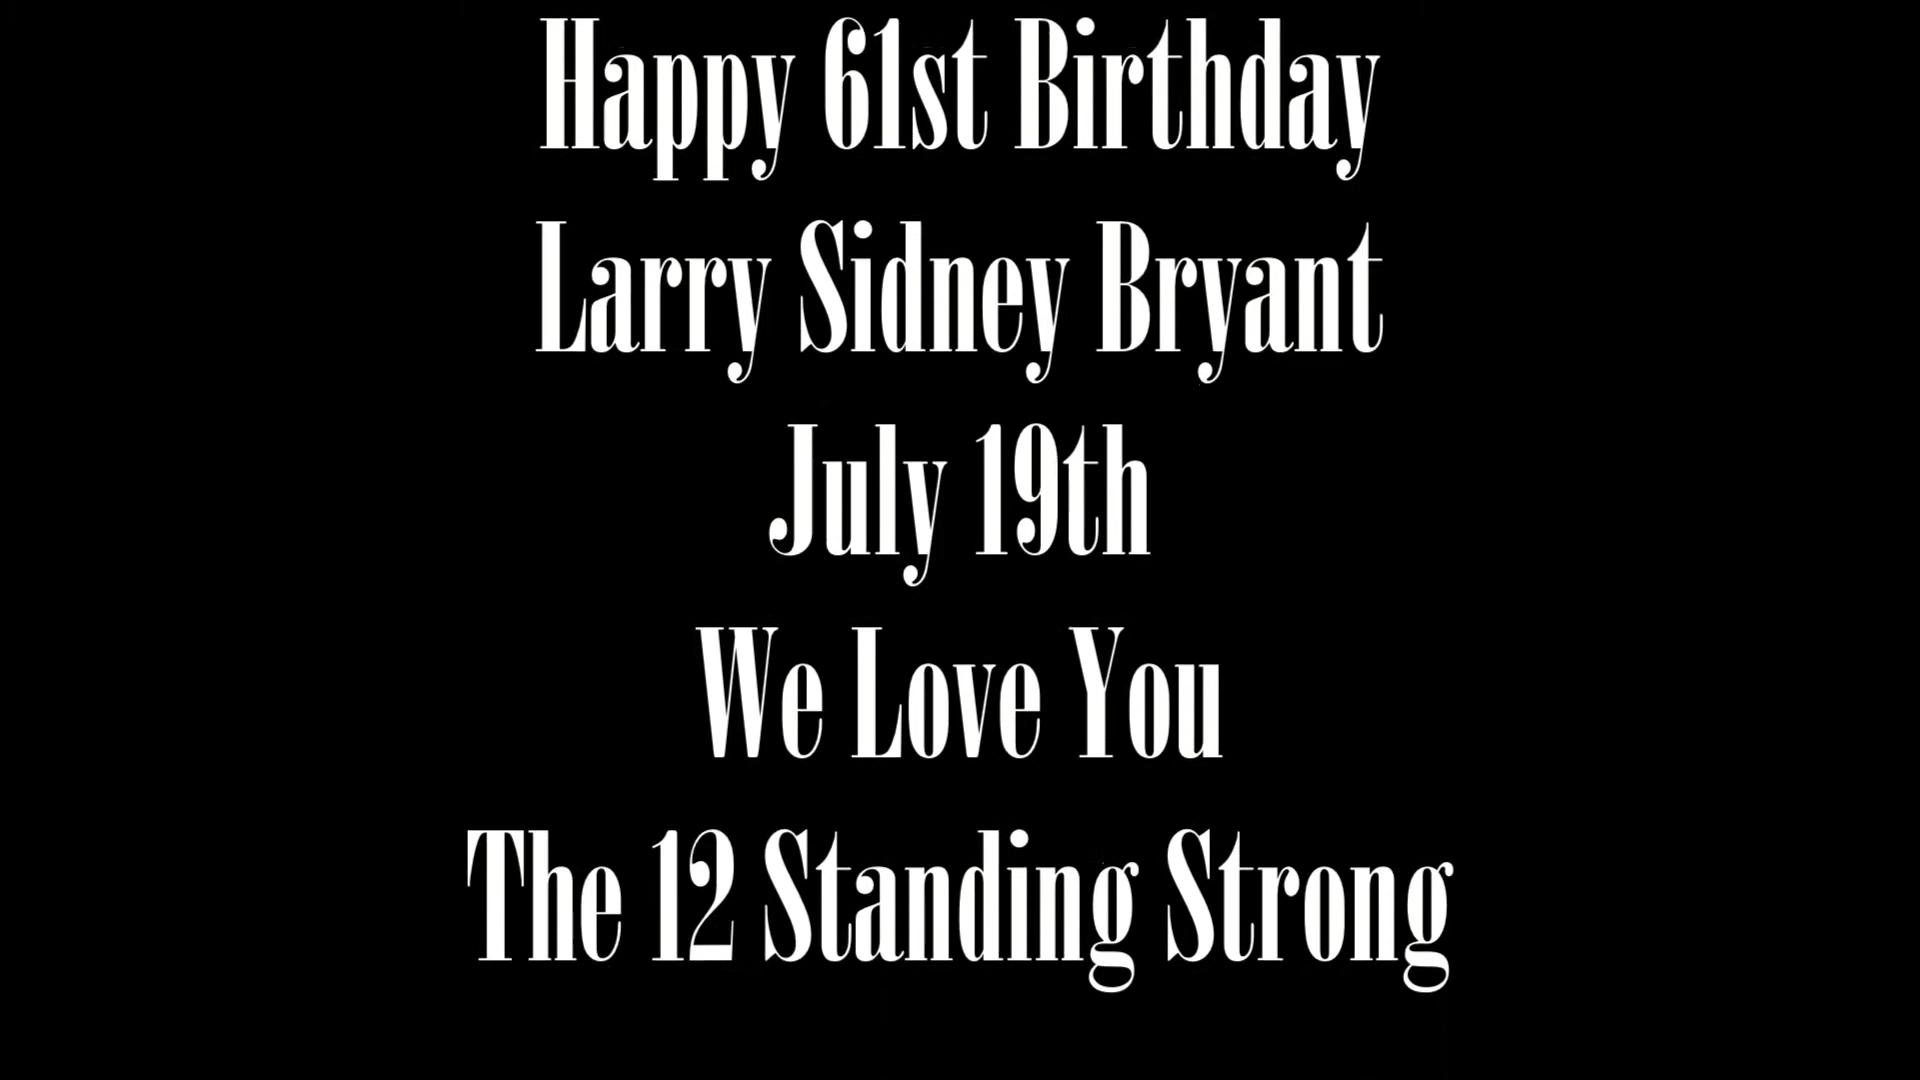 Happy 61st Birthday
Larry Sidney Bryant
July 19th
We Love You
The 12 Standing Strong